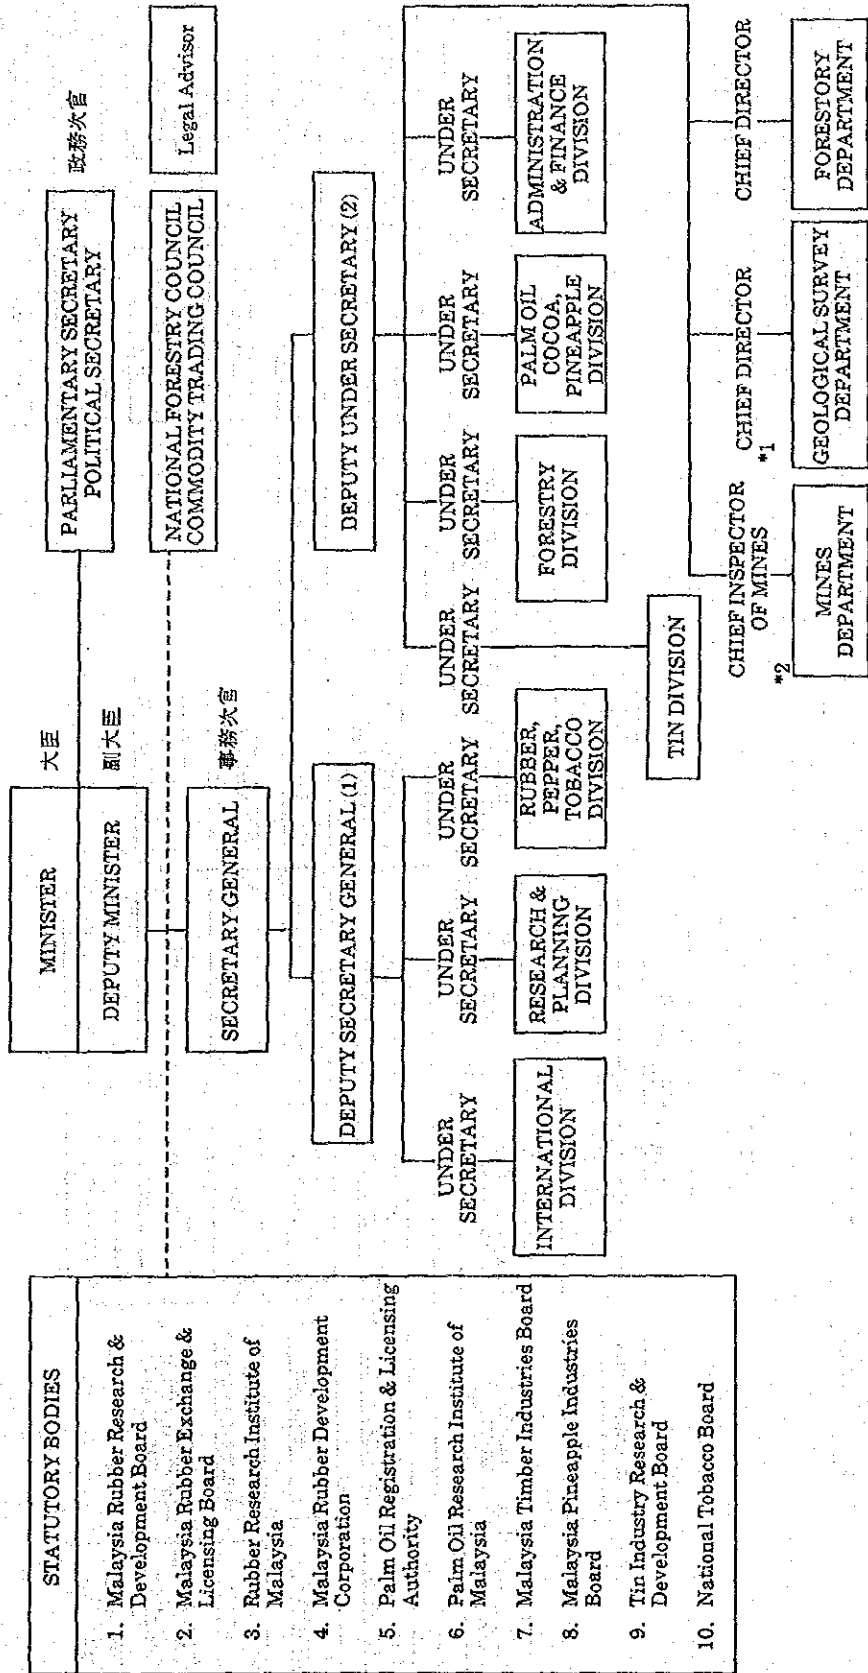 MINISTER
大臣
DEPUTY MINISTER
副大臣
PARLIAMENTARY SECRETARY
POLITICAL SECRETARY
政務次官
NATIONAL FORESTRY COUNCIL
COMMODITY TRADING COUNCIL
Legal Advisor
SECRETARY GENERAL
事務次官
DEPUTY SECRETARY GENERAL (1)
DEPUTY UNDER SECRETARY (2)
UNDER
SECRETARY
INTERNATIONAL
DIVISION
UNDER
SECRETARY
RESEARCH &
PLANNING
DIVISION
UNDER
SECRETARY
RUBBER,
PEPPER,
TOBACCO
DIVISION
UNDER
SECRETARY
TIN DIVISION
UNDER
SECRETARY
FORESTRY
DIVISION
UNDER
SECRETARY
PALM OIL
COCOA,
PINEAPPLE
DIVISION
UNDER
SECRETARY
ADMINISTRATION
& FINANCE
DIVISION
CHIEF INSPECTOR
OF MINES
*2
MINES
DEPARTMENT
CHIEF DIRECTOR
*1
GEOLOGICAL SURVEY
DEPARTMENT
CHIEF DIRECTOR
FORESTORY
DEPARTMENT
STATUTORY BODIES
1. Malaysia Rubber Research &
Development Board
2. Malaysia Rubber Exchange &
Licensing Board
3. Rubber Research Institute of
Malaysia
4. Malaysia Rubber Development
Corporation
5. Palm Oil Registration & Licensing
Authority
6. Palm Oil Research Institute of
Malaysia
7. Malaysia Timber Industries Board
8. Malaysia Pineapple Industries
Board
9. Tin Industry Research &
Development Board
10. National Tobacco Board